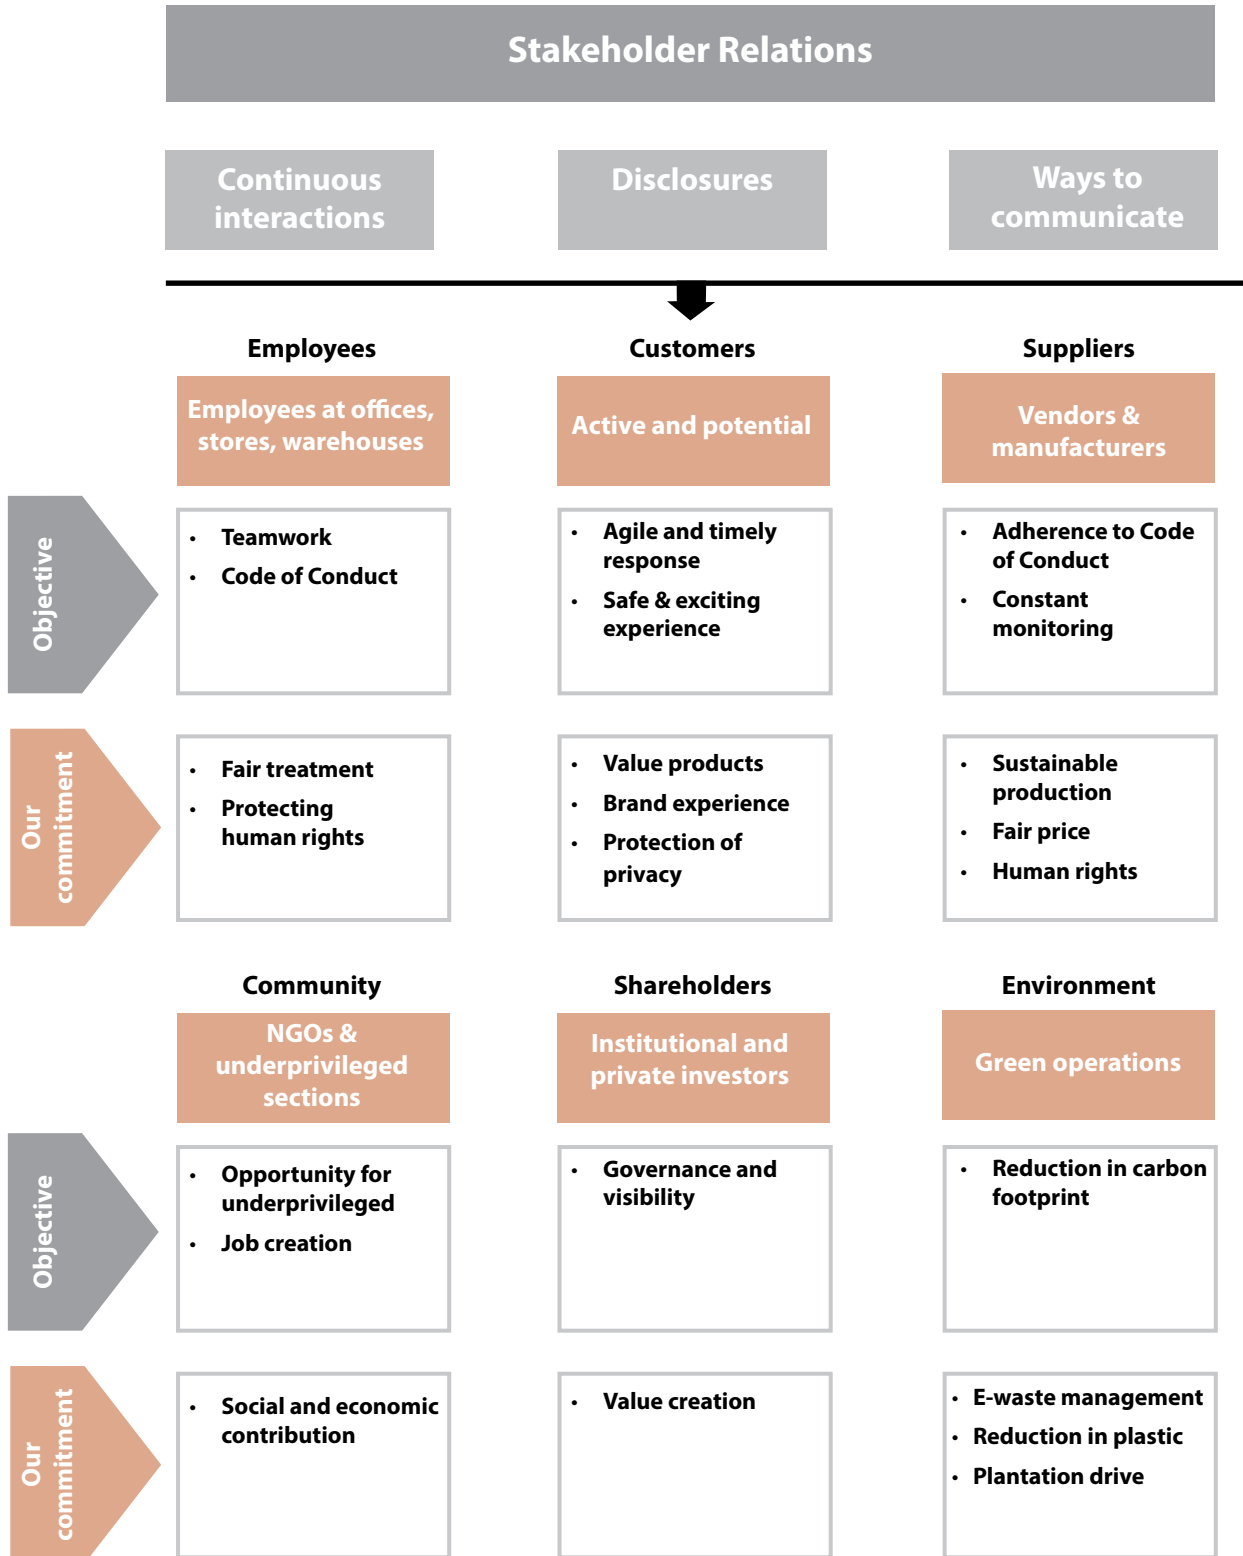 Stakeholder Relations
Continuous
interactions
Disclosures
Ways to
communicate
Employees
Customers
Suppliers
Employees at offices,
stores, warehouses
Active and potential
Vendors &
manufacturers
Objective
• Teamwork
• Code of Conduct
• Agile and timely
response
• Safe & exciting
experience
• Adherence to Code
of Conduct
• Constant
monitoring
Our
commitment
• Fair treatment
• Protecting
human rights
• Value products
• Brand experience
• Protection of
privacy
• Sustainable
production
• Fair price
• Human rights
Community
Shareholders
Environment
NGOs &
underprivileged
sections
Institutional and
private investors
Green operations
Objective
• Opportunity for
underprivileged
• Job creation
• Governance and
visibility
• Reduction in carbon
footprint
Our
commitment
• Social and economic
contribution
• Value creation
• E-waste management
• Reduction in plastic
• Plantation drive